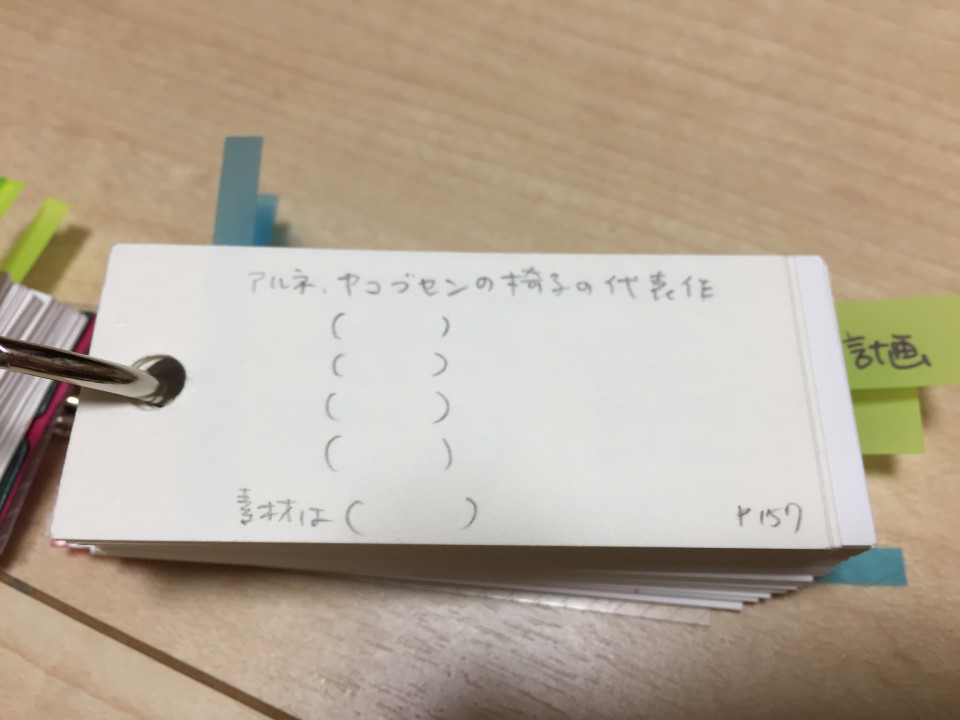 アルネ、ヤコブセンの椅子の代表作
(　　　)
(　　　)
(　　　)
(　　　)
素材は(　　　)
P157
計画